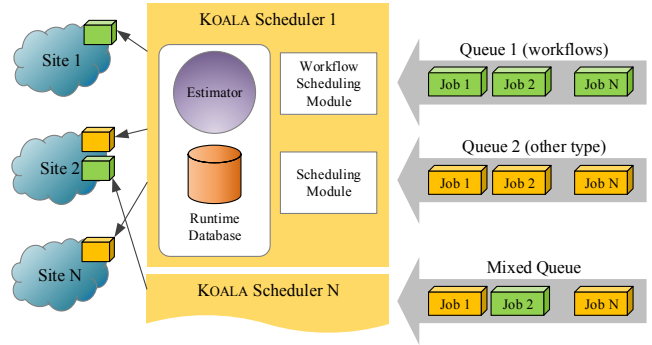 KOALA Scheduler 1
Site 1
Estimator
Workflow
Scheduling
Module
Queue 1 (workflows)
Job 1
Job 2
Job N
Site 2
Runtime
Database
Scheduling
Module
Queue 2 (other type)
Job 1
Job 2
Job N
Site N
KOALA Scheduler N
Mixed Queue
Job 1
Job 2
Job N